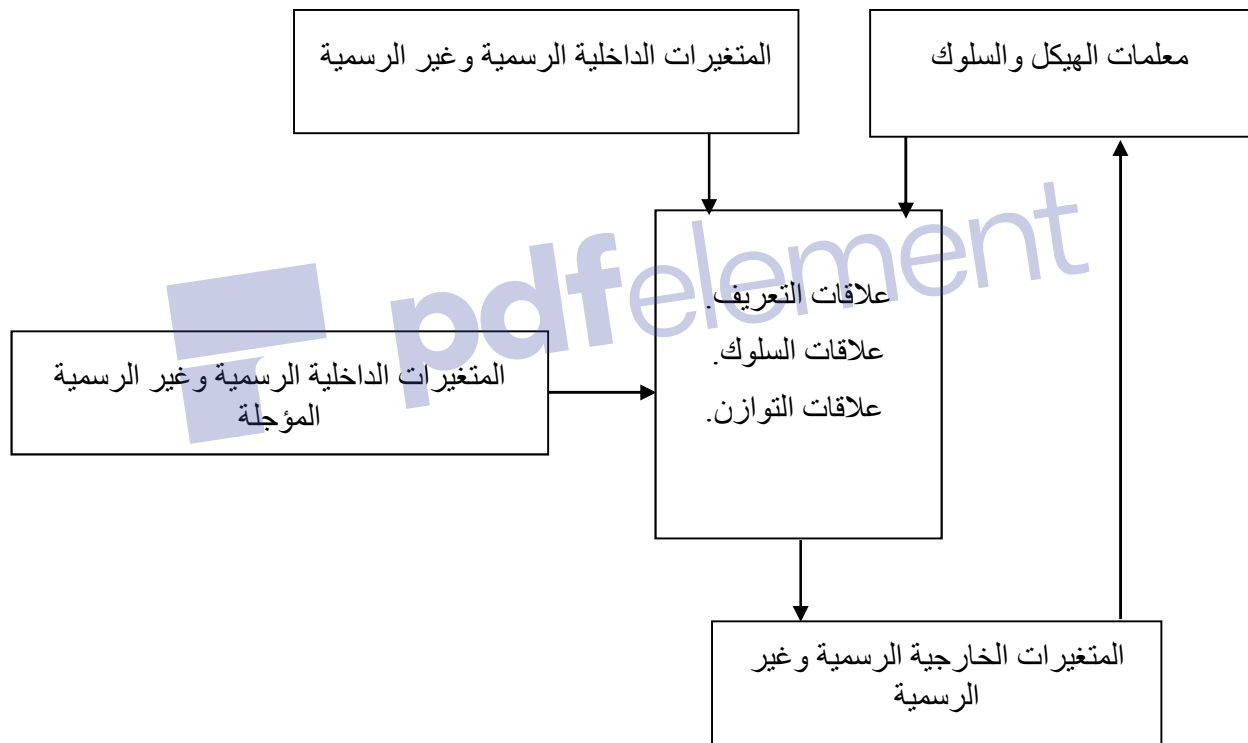 معلمات الهيكل والسلوك
المتغيرات الداخلية الرسمية وغير الرسمية
علاقات التعريف.
علاقات السلوك.
علاقات التوازن.
المتغيرات الداخلية الرسمية وغير الرسمية
المؤجلة
المتغيرات الخارجية الرسمية وغير
الرسمية
pdfelement